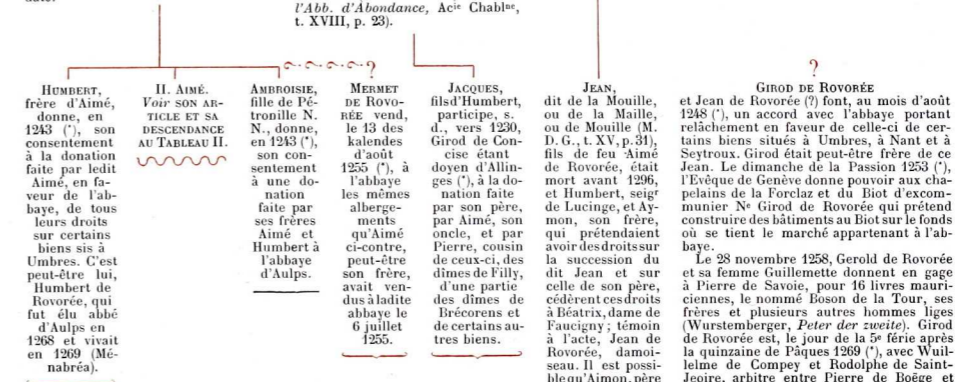 l'Abb. d'Abondance, Acie Chablne,
t. XVIII, p. 23).
HUMBERT,
frère d'Aimé,
donne, en
1243 (*), son
consentement
à la donation
faite par ledit
Aimé, en fa-
veur de l'ab-
baye, de tous
leurs droits
sur certains
biens sis à
Umbres. C'est
peut-être lui,
Humbert de
Rovorée, qui
fut élu abbé
d'Aulps en
1268 et vivait
en 1269 (Mé-
nabréa).
II. AIMÉ.
Voir SON AR-
TICLE ET SA
DESCENDANCE
AU TABLEAU II.
AMBROISIE,
fille de Pé-
tronille N.
N., donne,
en 1243 (*),
son con-
sentement
à une do-
nation
faite par
ses frères
Aimé et
Humbert à
l'abbaye
d'Aulps.
?
MERMET
DE ROVO-
RÉE vend,
le 13 des
kalendes
d'août
1255 (*), à
l'abbaye
les mêmes
alberge-
ments
qu'Aimé
ci-contre,
peut-être
son frère,
avait ven-
dus à ladite
abbaye le
6 juillet
1255.
JACQUES,
fils d'Humbert,
participe, s.
d., vers 1230,
Girod de Con-
cise étant
doyen d'Allin-
ges (*), à la do-
nation faite
par son père,
par Aimé, son
oncle, et par
Pierre, cousin
de ceux-ci, des
dîmes de Filly,
d'une partie
des dîmes de
Brécorens et
de certains au-
tres biens.
JEAN,
dit de la Mouille,
ou de la Maille,
ou de Mouille (M.
D. G., t. XV, p. 31),
fils de feu Aimé
de Rovorée, était
mort avant 1296,
et Humbert, seigr
de Lucinge, et Ay-
mon, son frère,
qui prétendaient
avoir des droits sur
la succession du
dit Jean et sur
celle de son père,
cédèrent ces droits
à Béatrix, dame de
Faucigny; témoin
à l'acte, Jean de
Rovorée, damoi-
seau. Il est possi-
ble qu'Aimon, père
?
GIROD DE ROVORÉE
et Jean de Rovorée (?) font, au mois d'août
1248 (*), un accord avec l'abbaye portant
relâchement en faveur de celle-ci de cer-
tains biens situés à Umbres, à Nant et à
Seytroux. Girod était peut-être frère de ce
Jean. Le dimanche de la Passion 1253 (*),
l'Evêque de Genève donne pouvoir aux cha-
pelains de la Forclaz et du Biot d'excom-
munier Ne Girod de Rovorée qui prétend
construire des bâtiments au Biot sur le fonds
où se tient le marché appartenant à l'ab-
baye.
Le 28 novembre 1258, Gerold de Rovorée
et sa femme Guillemette donnent en gage
à Pierre de Savoie, pour 16 livres mauri-
ciennes, le nommé Boson de la Tour, ses
frères et plusieurs autres hommes liges
(Wurstemberger, Peter der zweite). Girod
de Rovorée est, le jour de la 5e férie après
la quinzaine de Pâques 1269 (*), avec Wuil-
lelme de Compey et Rodolphe de Saint-
Jeoire, arbitre entre Pierre de Boëge et